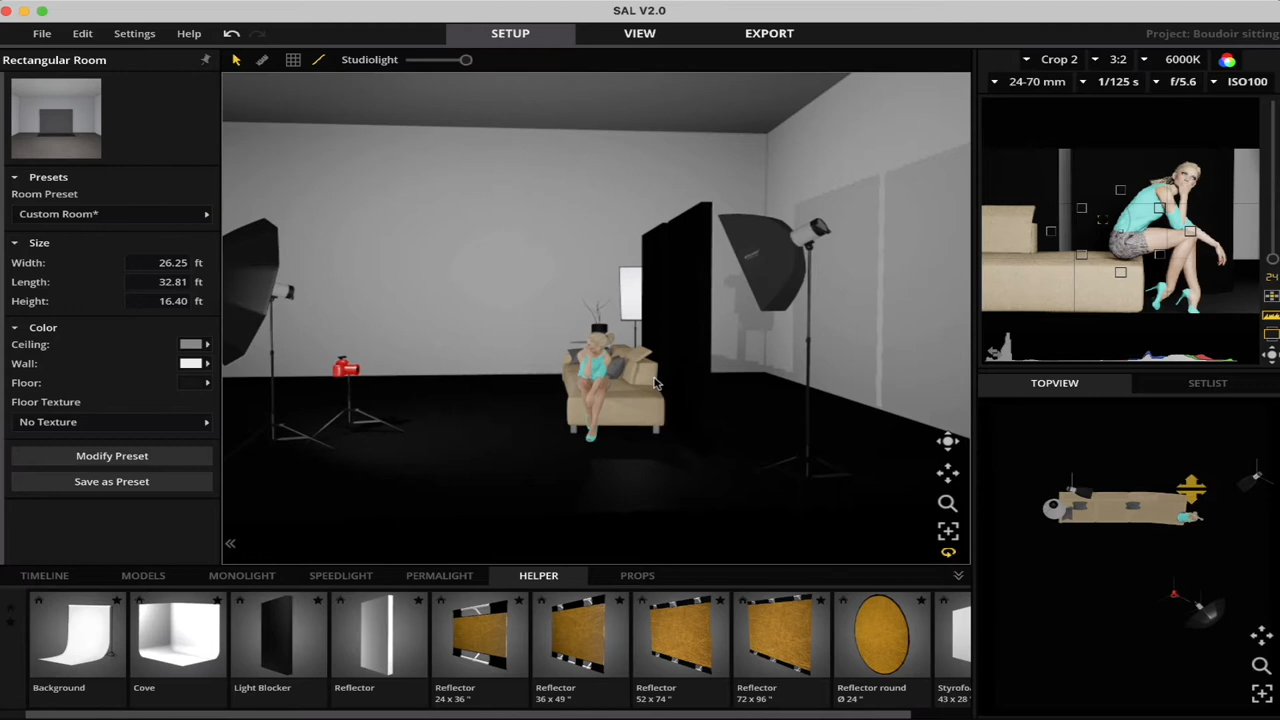 SAL V2.0
File Edit Settings Help SETUP VIEW EXPORT Project: Boudoir sitting
Rectangular Room Studiolight Crop 2 3:2 6000K
24-70 mm 1/125 s f/5.6 ISO100
Presets
Room Preset
Custom Room*
Size
Width: 26.25 ft
Length: 32.81 ft
Height: 16.40 ft
24
Color
Ceiling:
Wall:
Floor:
Floor Texture
No Texture
Modify Preset
Save as Preset
TOPVIEW SETLIST
TIMELINE MODELS MONOLIGHT SPEEDLIGHT PERMALIGHT HELPER PROPS
Background Cove Light Blocker Reflector Reflector Reflector Reflector Reflector Reflector round Styrofoa
24 x 36" 36 x 49" 52 x 74" 72 x 96" Ø 24" 43 x 28"